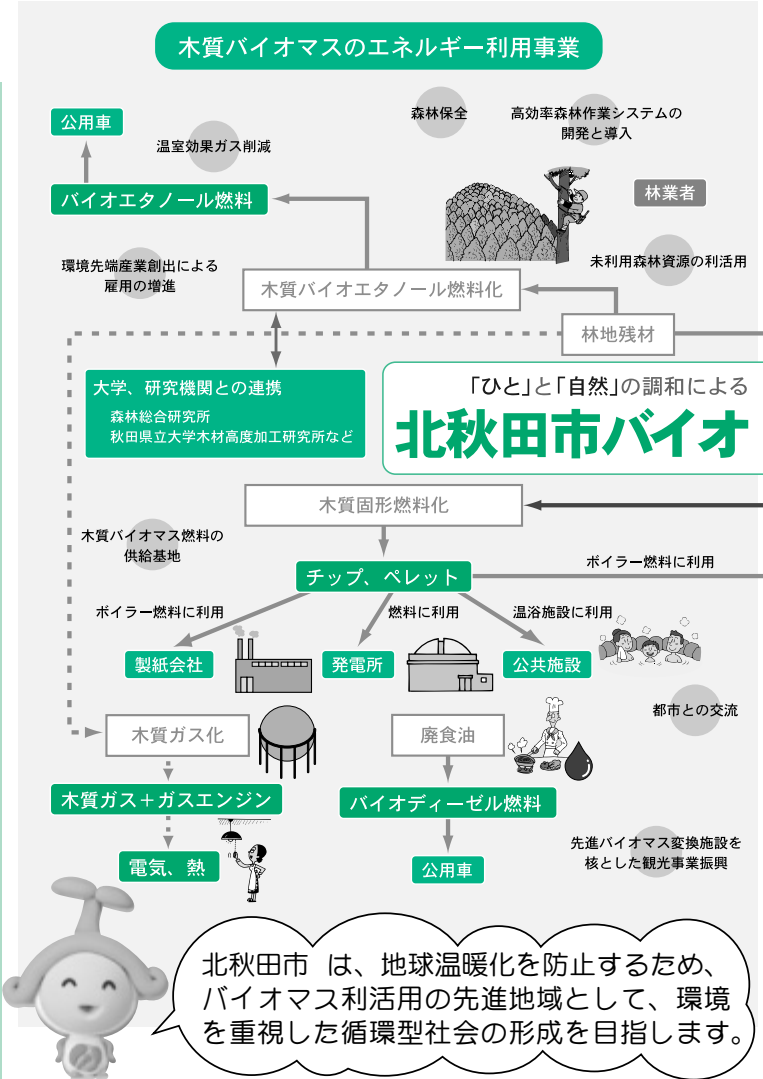 木質バイオマスのエネルギー利用事業
森林保全
高効率森林作業システムの
開発と導入
公用車
温室効果ガス削減
バイオエタノール燃料
林業者
環境先端産業創出による
雇用の増進
未利用森林資源の利活用
木質バイオエタノール燃料化
林地残材
大学、研究機関との連携
森林総合研究所
秋田県立大学木材高度加工研究所など
「ひと」と「自然」の調和による
北秋田市バイオ
木質固形燃料化
木質バイオマス燃料の
供給基地
チップ、ペレット
ボイラー燃料に利用
ボイラー燃料に利用
燃料に利用
温浴施設に利用
製紙会社
発電所
公共施設
都市との交流
木質ガス化
廃食油
木質ガス＋ガスエンジン
バイオディーゼル燃料
先進バイオマス変換施設を
核とした観光事業振興
電気、熱
公用車
北秋田市 は、地球温暖化を防止するため、
バイオマス利活用の先進地域として、環境
を重視した循環型社会の形成を目指します。